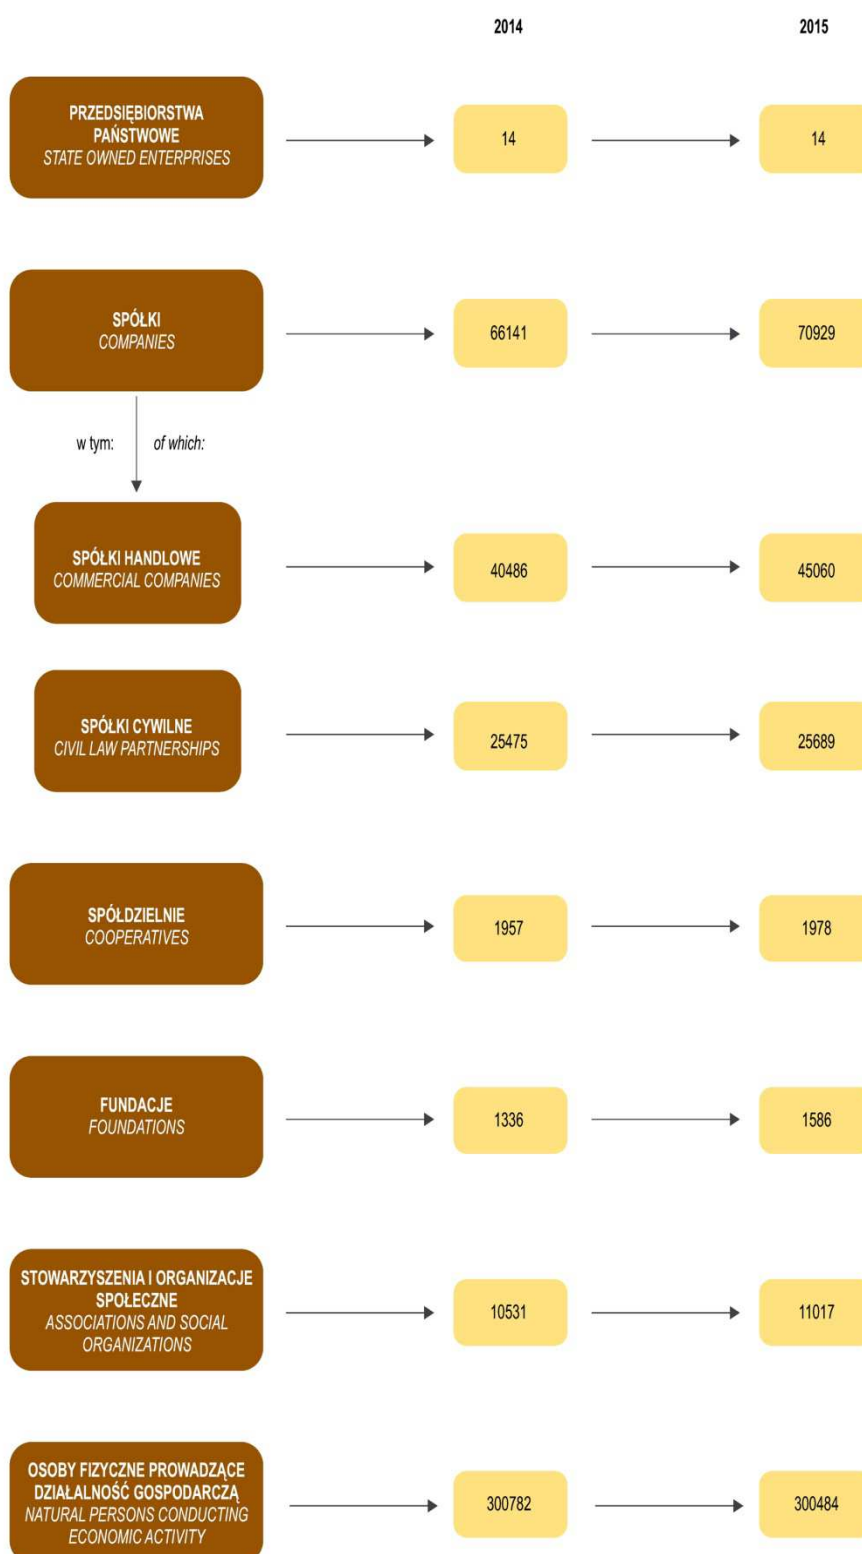 2014 2015
PRZEDSIĘBIORSTWA
PAŃSTWOWE
STATE OWNED ENTERPRISES
14 14
SPÓŁKI
COMPANIES
66141 70929
w tym: of which:
SPÓŁKI HANDLOWE
COMMERCIAL COMPANIES
40486 45060
SPÓŁKI CYWILNE
CIVIL LAW PARTNERSHIPS
25475 25689
SPÓŁDZIELNIE
COOPERATIVES
1957 1978
FUNDACJE
FOUNDATIONS
1336 1586
STOWARZYSZENIA I ORGANIZACJE
SPOŁECZNE
ASSOCIATIONS AND SOCIAL
ORGANIZATIONS
10531 11017
OSOBY FIZYCZNE PROWADZĄCE
DZIAŁALNOŚĆ GOSPODARCZĄ
NATURAL PERSONS CONDUCTING
ECONOMIC ACTIVITY
300782 300484